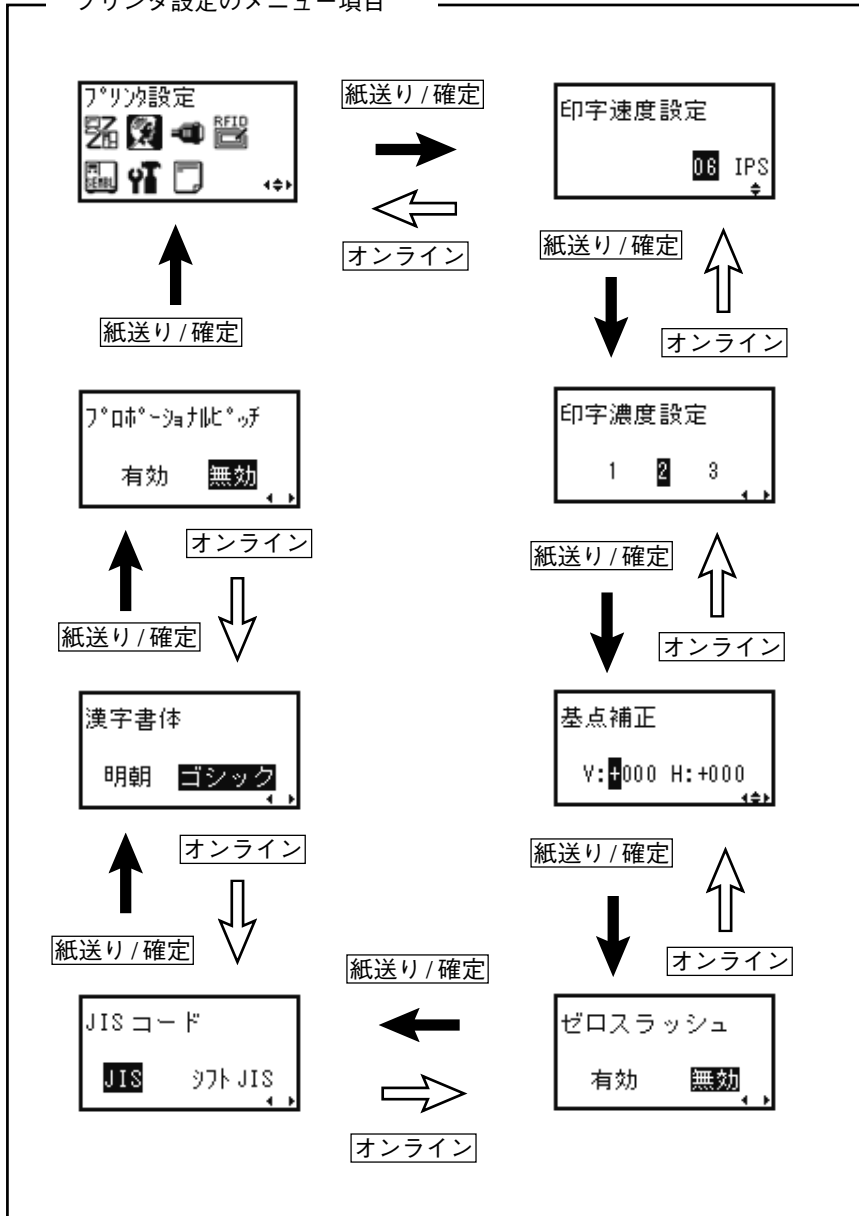 プリンタ設定のメニュー項目
ﾌﾟﾘﾝﾀ設定
RFID
SEMBL
紙送り/確定
オンライン
印字速度設定
06 IPS
紙送り/確定
オンライン
紙送り/確定
印字濃度設定
1 2 3
ﾌﾟﾛﾎﾟｰｼｮﾅﾙﾋﾟｯﾁ
有効 無効
紙送り/確定
オンライン
オンライン
紙送り/確定
基点補正
V:+000 H:+000
漢字書体
明朝 ゴシック
紙送り/確定
オンライン
オンライン
紙送り/確定
ゼロスラッシュ
有効 無効
紙送り/確定
オンライン
JISコード
JIS ｼﾌﾄJIS